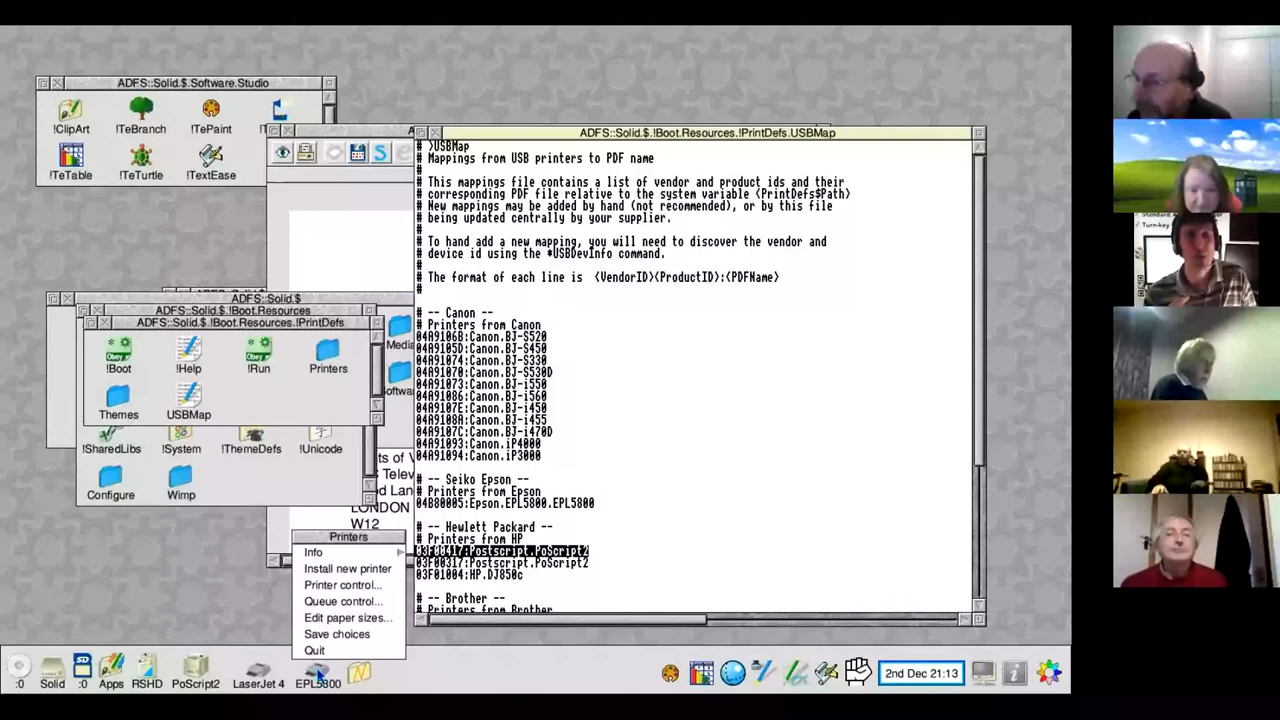 ADFS::Solid.$.Software.Studio
!ClipArt
!TeBranch
!TePaint
!TeTable
!TeTurtle
!TextEase
ADFS::Solid.$.!Boot.Resources.!PrintDefs.USBMap
# >USBMap
# Mappings from USB printers to PDF name
#
# This mappings file contains a list of vendor and product ids and their
# corresponding PDF file relative to the system variable <PrintDefs$Path>
# New mappings may be added by hand (not recommended), or by this file
# being updated centrally by your supplier.
#
# To hand add a new mapping, you will need to discover the vendor and
# device id using the *USBDevInfo command.
#
# The format of each line is <VendorID><ProductID>:<PDFName>
#
# -- Canon --
# Printers from Canon
04A9106B:Canon.BJ-S520
04A9105D:Canon.BJ-S450
04A91074:Canon.BJ-S330
04A91070:Canon.BJ-S530D
04A91073:Canon.BJ-i550
04A91086:Canon.BJ-i560
04A9107E:Canon.BJ-i450
04A9108A:Canon.BJ-i455
04A9107C:Canon.BJ-i470D
04A91093:Canon.iP4000
04A91094:Canon.iP3000
# -- Seiko Epson --
# Printers from Epson
04B80005:Epson.EPL5800.EPL5800
# -- Hewlett Packard --
# Printers from HP
03F00417:Postscript.PoScript2
03F00317:Postscript.PoScript2
03F01004:HP.DJ850c
# -- Brother --
# Printers from Brother
ADFS::Solid.$
ADFS::Solid.$.!Boot.Resources
ADFS::Solid.$.!Boot.Resources.!PrintDefs
Obey
Obey
!Boot
!Help
!Run
Printers
Themes
USBMap
!SharedLibs
!System
!ThemeDefs
!Unicode
Configure
Wimp
LONDON
W12
Printers
Info
Install new printer
Printer control...
Queue control...
Edit paper sizes...
Save choices
Quit
:0
Solid
:0
Apps
RSHD
PoScript2
LaserJet 4
EPL5800
2nd Dec 21:13
Turn-key